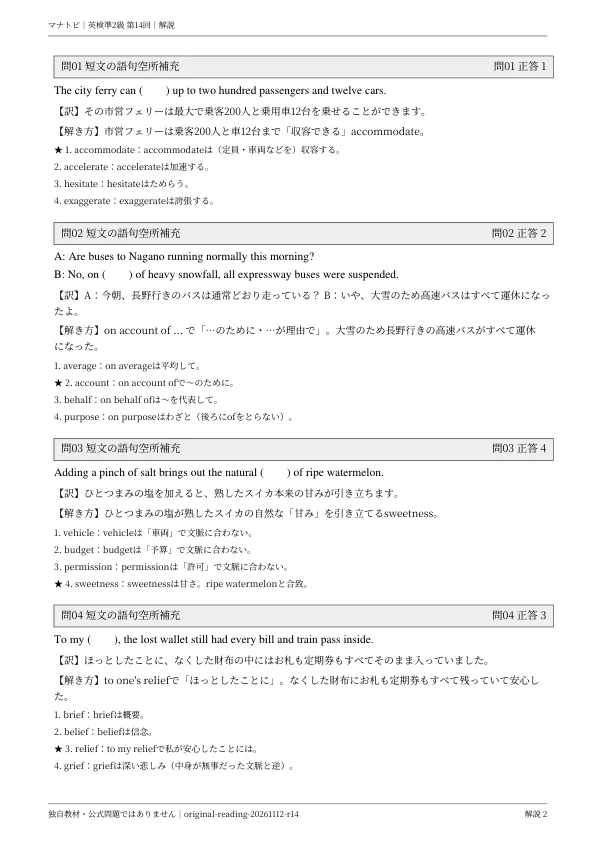 マナトビ｜英検準2級 第14回｜解説
問01 短文の語句空所補充 問01 正答 1
The city ferry can (　　) up to two hundred passengers and twelve cars.
【訳】その市営フェリーは最大で乗客200人と乗用車12台を乗せることができます。
【解き方】市営フェリーは乗客200人と車12台まで「収容できる」accommodate。
★ 1. accommodate：accommodateは（定員・車両などを）収容する。
2. accelerate：accelerateは加速する。
3. hesitate：hesitateはためらう。
4. exaggerate：exaggerateは誇張する。
問02 短文の語句空所補充 問02 正答 2
A: Are buses to Nagano running normally this morning?
B: No, on (　　) of heavy snowfall, all expressway buses were suspended.
【訳】A：今朝、長野行きのバスは通常どおり走っている？ B：いや、大雪のため高速バスはすべて運休になっ
たよ。
【解き方】on account of ... で「…のために・…が理由で」。大雪のため長野行きの高速バスがすべて運休
になった。
1. average：on averageは平均して。
★ 2. account：on account ofで〜のために。
3. behalf：on behalf ofは〜を代表して。
4. purpose：on purposeはわざと（後ろにofをとらない）。
問03 短文の語句空所補充 問03 正答 4
Adding a pinch of salt brings out the natural (　　) of ripe watermelon.
【訳】ひとつまみの塩を加えると、熟したスイカ本来の甘みが引き立ちます。
【解き方】ひとつまみの塩が熟したスイカの自然な「甘み」を引き立てるsweetness。
1. vehicle：vehicleは「車両」で文脈に合わない。
2. budget：budgetは「予算」で文脈に合わない。
3. permission：permissionは「許可」で文脈に合わない。
★ 4. sweetness：sweetnessは甘さ。ripe watermelonと合致。
問04 短文の語句空所補充 問04 正答 3
To my (　　), the lost wallet still had every bill and train pass inside.
【訳】ほっとしたことに、なくした財布の中にはお札も定期券もすべてそのまま入っていました。
【解き方】to one's reliefで「ほっとしたことに」。なくした財布にお札も定期券もすべて残っていて安心し
た。
1. brief：briefは概要。
2. belief：beliefは信念。
★ 3. relief：to my reliefで私が安心したことには。
4. grief：griefは深い悲しみ（中身が無事だった文脈と逆）。
独自教材・公式問題ではありません｜original-reading-20261112-r14 解説 2